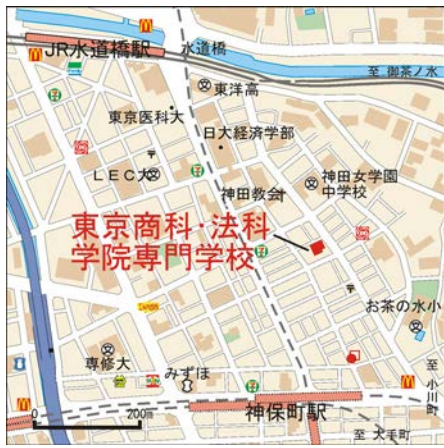 JR水道橋駅
水道橋
至 御茶ノ水
東洋高
東京医科大
日大経済学部
LEC大
神田女学園
中学校
神田教会
東京商科・法科
学院専門学校
お茶の水小
専修大
みずほ
至 小川町
神保町駅
0
200m
至 大手町